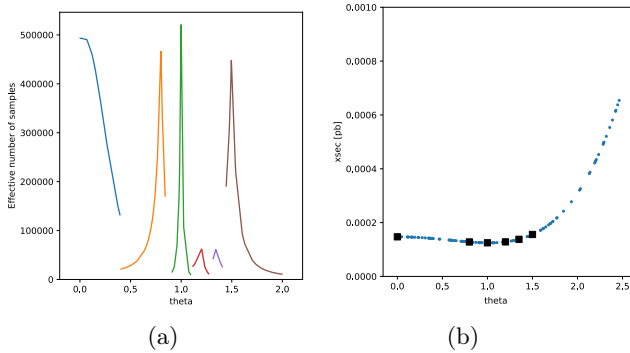 500000
400000
300000
200000
100000
0
Effective number of samples
0.0 0.5 1.0 1.5 2.0
theta
(a)
0.0010
0.0008
0.0006
0.0004
0.0002
0.0000
xsec [pb]
0.0 0.5 1.0 1.5 2.0 2.5
theta
(b)